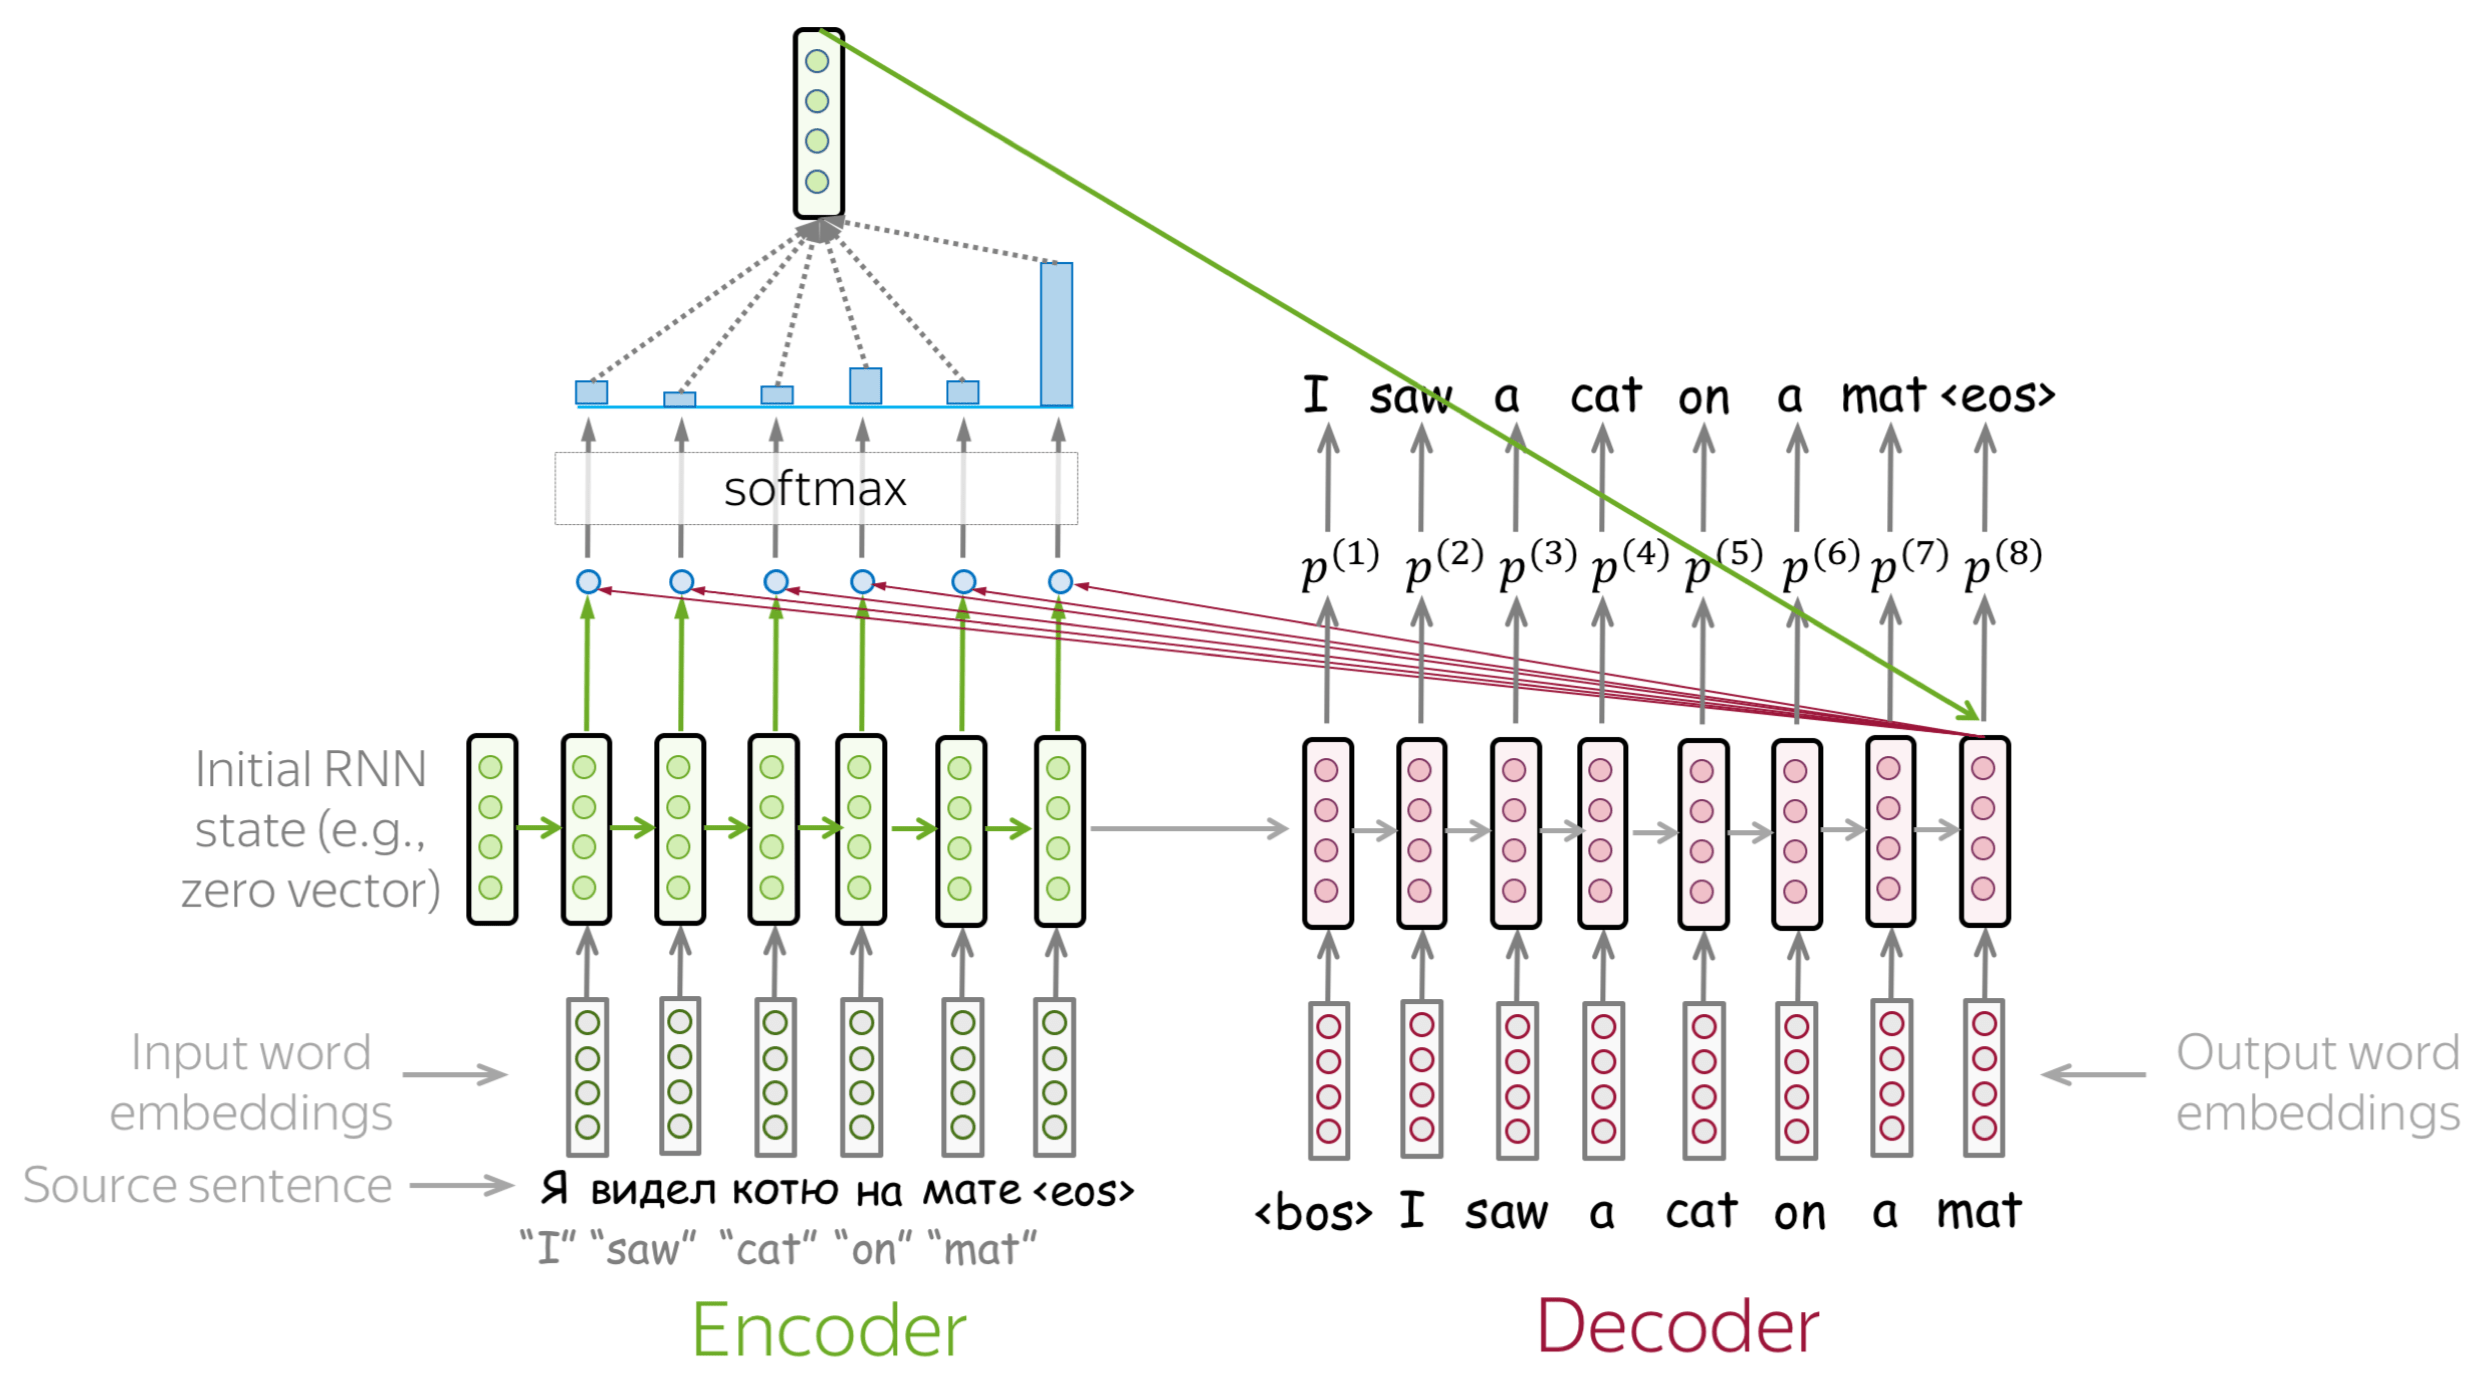 softmax
I saw a cat on a mat <eos>
p(1) p(2) p(3) p(4) p(5) p(6) p(7) p(8)
Initial RNN
state (e.g.,
zero vector)
Input word
embeddings
Output word
embeddings
Source sentence
Я видел котю на мате <eos>
"I" "saw" "cat" "on" "mat"
<bos> I saw a cat on a mat
Encoder
Decoder